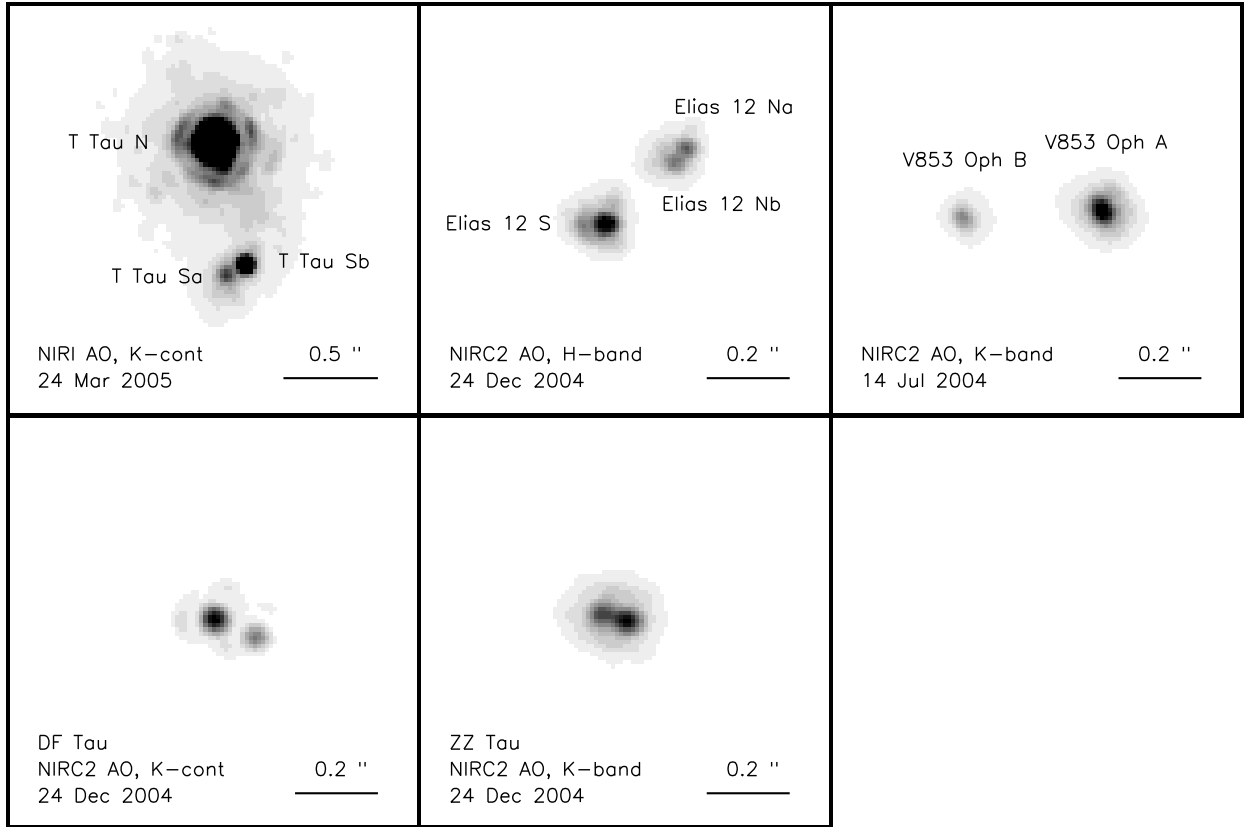 T Tau N
T Tau Sa
T Tau Sb
NIRI AO, K-cont
24 Mar 2005
0.5 "
Elias 12 Na
Elias 12 Nb
Elias 12 S
NIRC2 AO, H-band
24 Dec 2004
0.2 "
V853 Oph A
V853 Oph B
NIRC2 AO, K-band
14 Jul 2004
0.2 "
DF Tau
NIRC2 AO, K-cont
24 Dec 2004
0.2 "
ZZ Tau
NIRC2 AO, K-band
24 Dec 2004
0.2 "